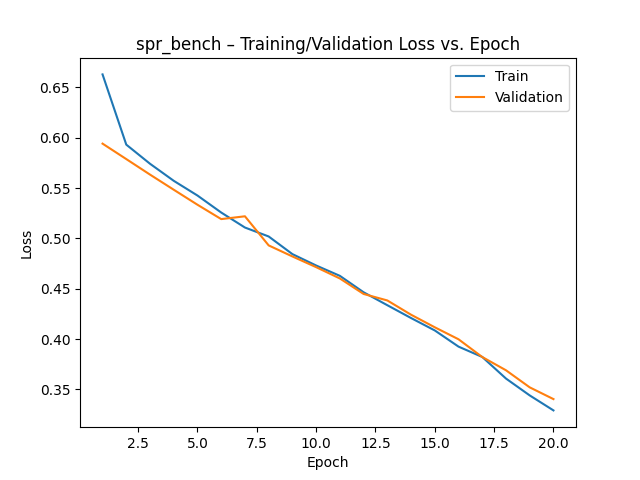 spr_bench – Training/Validation Loss vs. Epoch
Train
Validation
0.65
0.60
0.55
0.50
0.45
0.40
0.35
Loss
2.5 5.0 7.5 10.0 12.5 15.0 17.5 20.0
Epoch